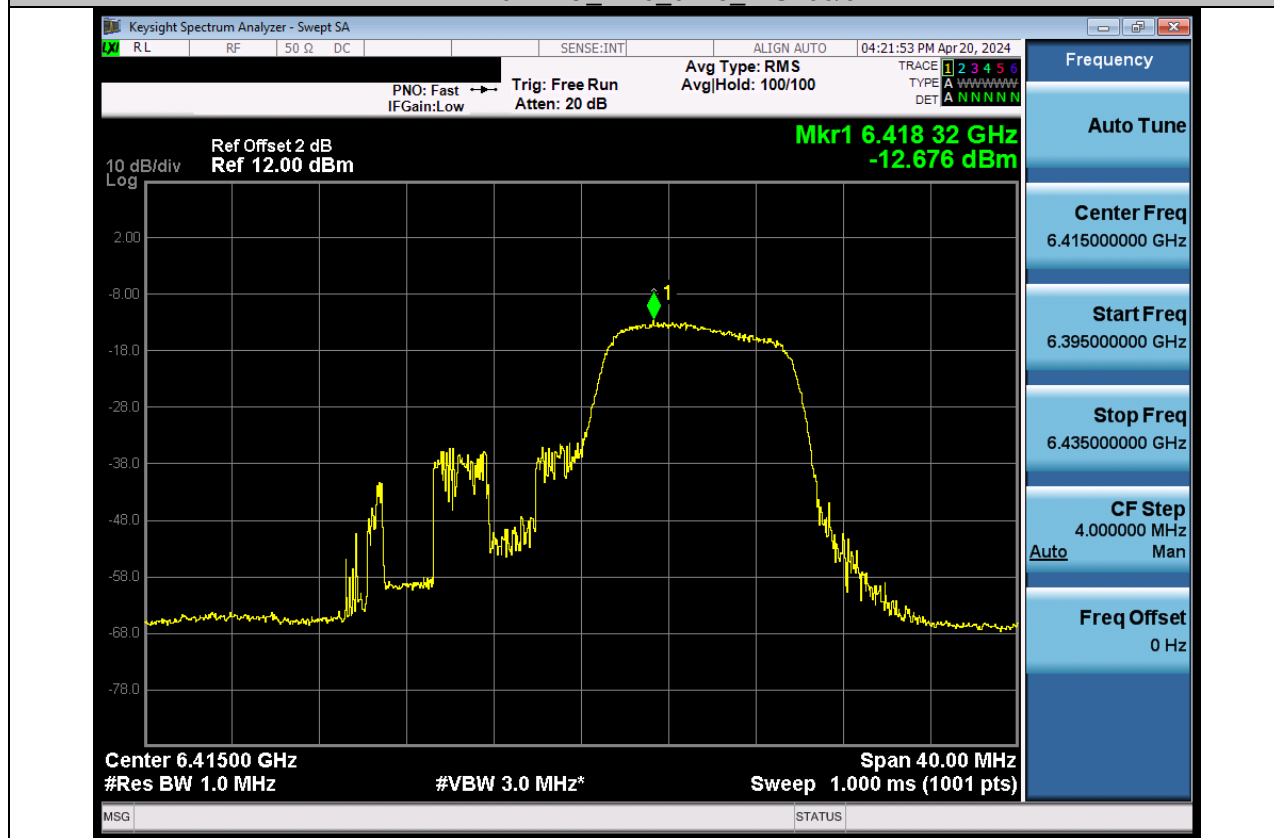 Keysight Spectrum Analyzer - Swept SA
LXI RL RF 50 Ω DC SENSE:INT ALIGN AUTO 04:21:53 PM Apr 20, 2024
PNO: Fast Trig: Free Run Avg Type: RMS TRACE 1 2 3 4 5 6
IFGain:Low Atten: 20 dB Avg|Hold: 100/100 TYPE A WWWWW
DET A N N N N N
Frequency
Mkr1 6.418 32 GHz
-12.676 dBm
Ref Offset 2 dB
10 dB/div Ref 12.00 dBm
Log
2.00
-8.00
-18.0
-28.0
-38.0
-48.0
-58.0
-68.0
-78.0
1
Center 6.41500 GHz Span 40.00 MHz
#Res BW 1.0 MHz #VBW 3.0 MHz* Sweep 1.000 ms (1001 pts)
Auto Tune
Center Freq
6.415000000 GHz
Start Freq
6.395000000 GHz
Stop Freq
6.435000000 GHz
CF Step
4.000000 MHz
Auto Man
Freq Offset
0 Hz
MSG STATUS